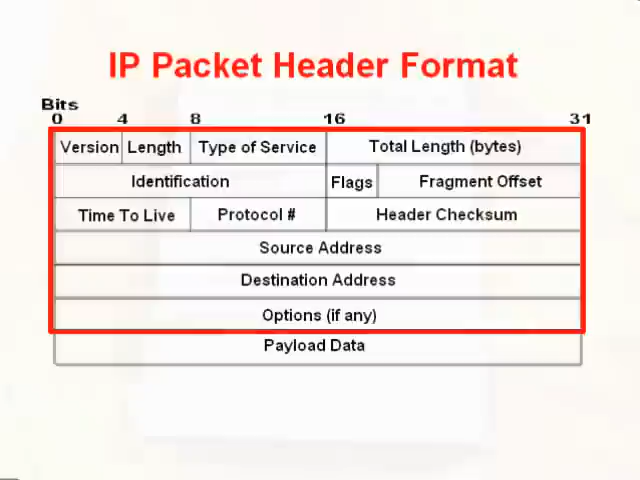 IP Packet Header Format
Bits
0 4 8 16 31
Version Length Type of Service Total Length (bytes)
Identification Flags Fragment Offset
Time To Live Protocol # Header Checksum
Source Address
Destination Address
Options (if any)
Payload Data